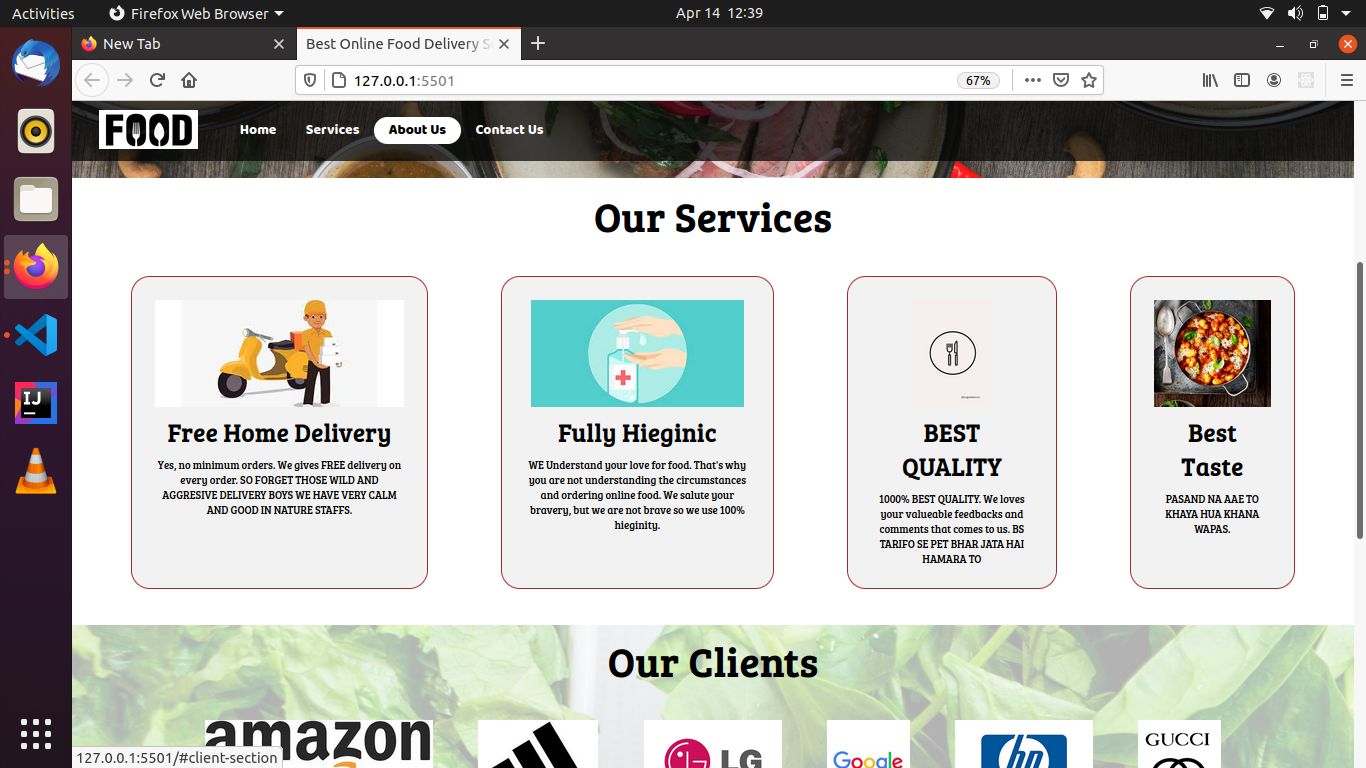 Activities
Firefox Web Browser
Apr 14 12:39
New Tab
Best Online Food Delivery S
127.0.0.1:5501
67%
FOOD
Home
Services
About Us
Contact Us
Our Services
Free Home Delivery
Yes, no minimum orders. We gives FREE delivery on
every order. SO FORGET THOSE WILD AND
AGGRESIVE DELIVERY BOYS WE HAVE VERY CALM
AND GOOD IN NATURE STAFFS.
Fully Hieginic
WE Understand your love for food. That's why
you are not understanding the circumstances
and ordering online food. We salute your
bravery, but we are not brave so we use 100%
hieginity.
BEST
QUALITY
1000% BEST QUALITY. We loves
your valueable feedbacks and
comments that comes to us. BS
TARIFO SE PET BHAR JATA HAI
HAMARA TO
Best
Taste
PASAND NA AAE TO
KHAYA HUA KHANA
WAPAS.
Our Clients
amazon
LG
Google
hp
GUCCI
IJ
127.0.0.1:5501/#client-section